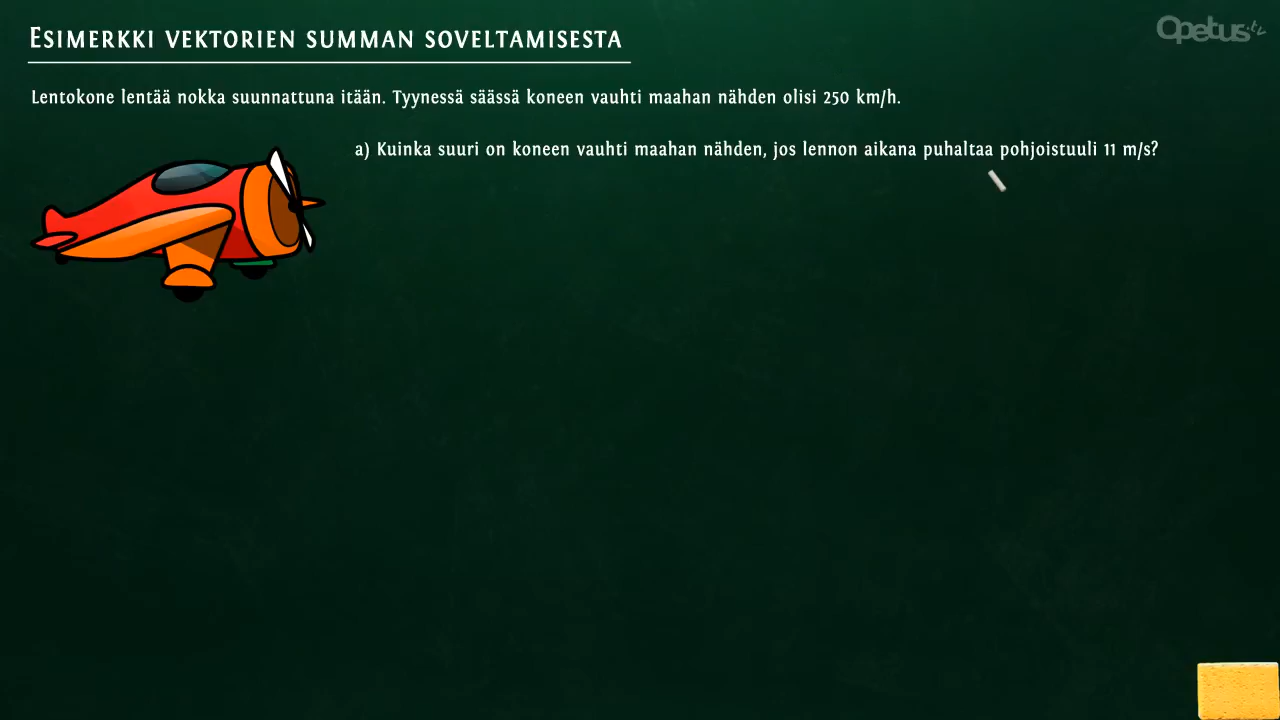 Esimerkki vektorien summan soveltamisesta
Opetus.tv
Lentokone lentää nokka suunnattuna itään. Tyynessä säässä koneen vauhti maahan nähden olisi 250 km/h.
a) Kuinka suuri on koneen vauhti maahan nähden, jos lennon aikana puhaltaa pohjoistuuli 11 m/s?